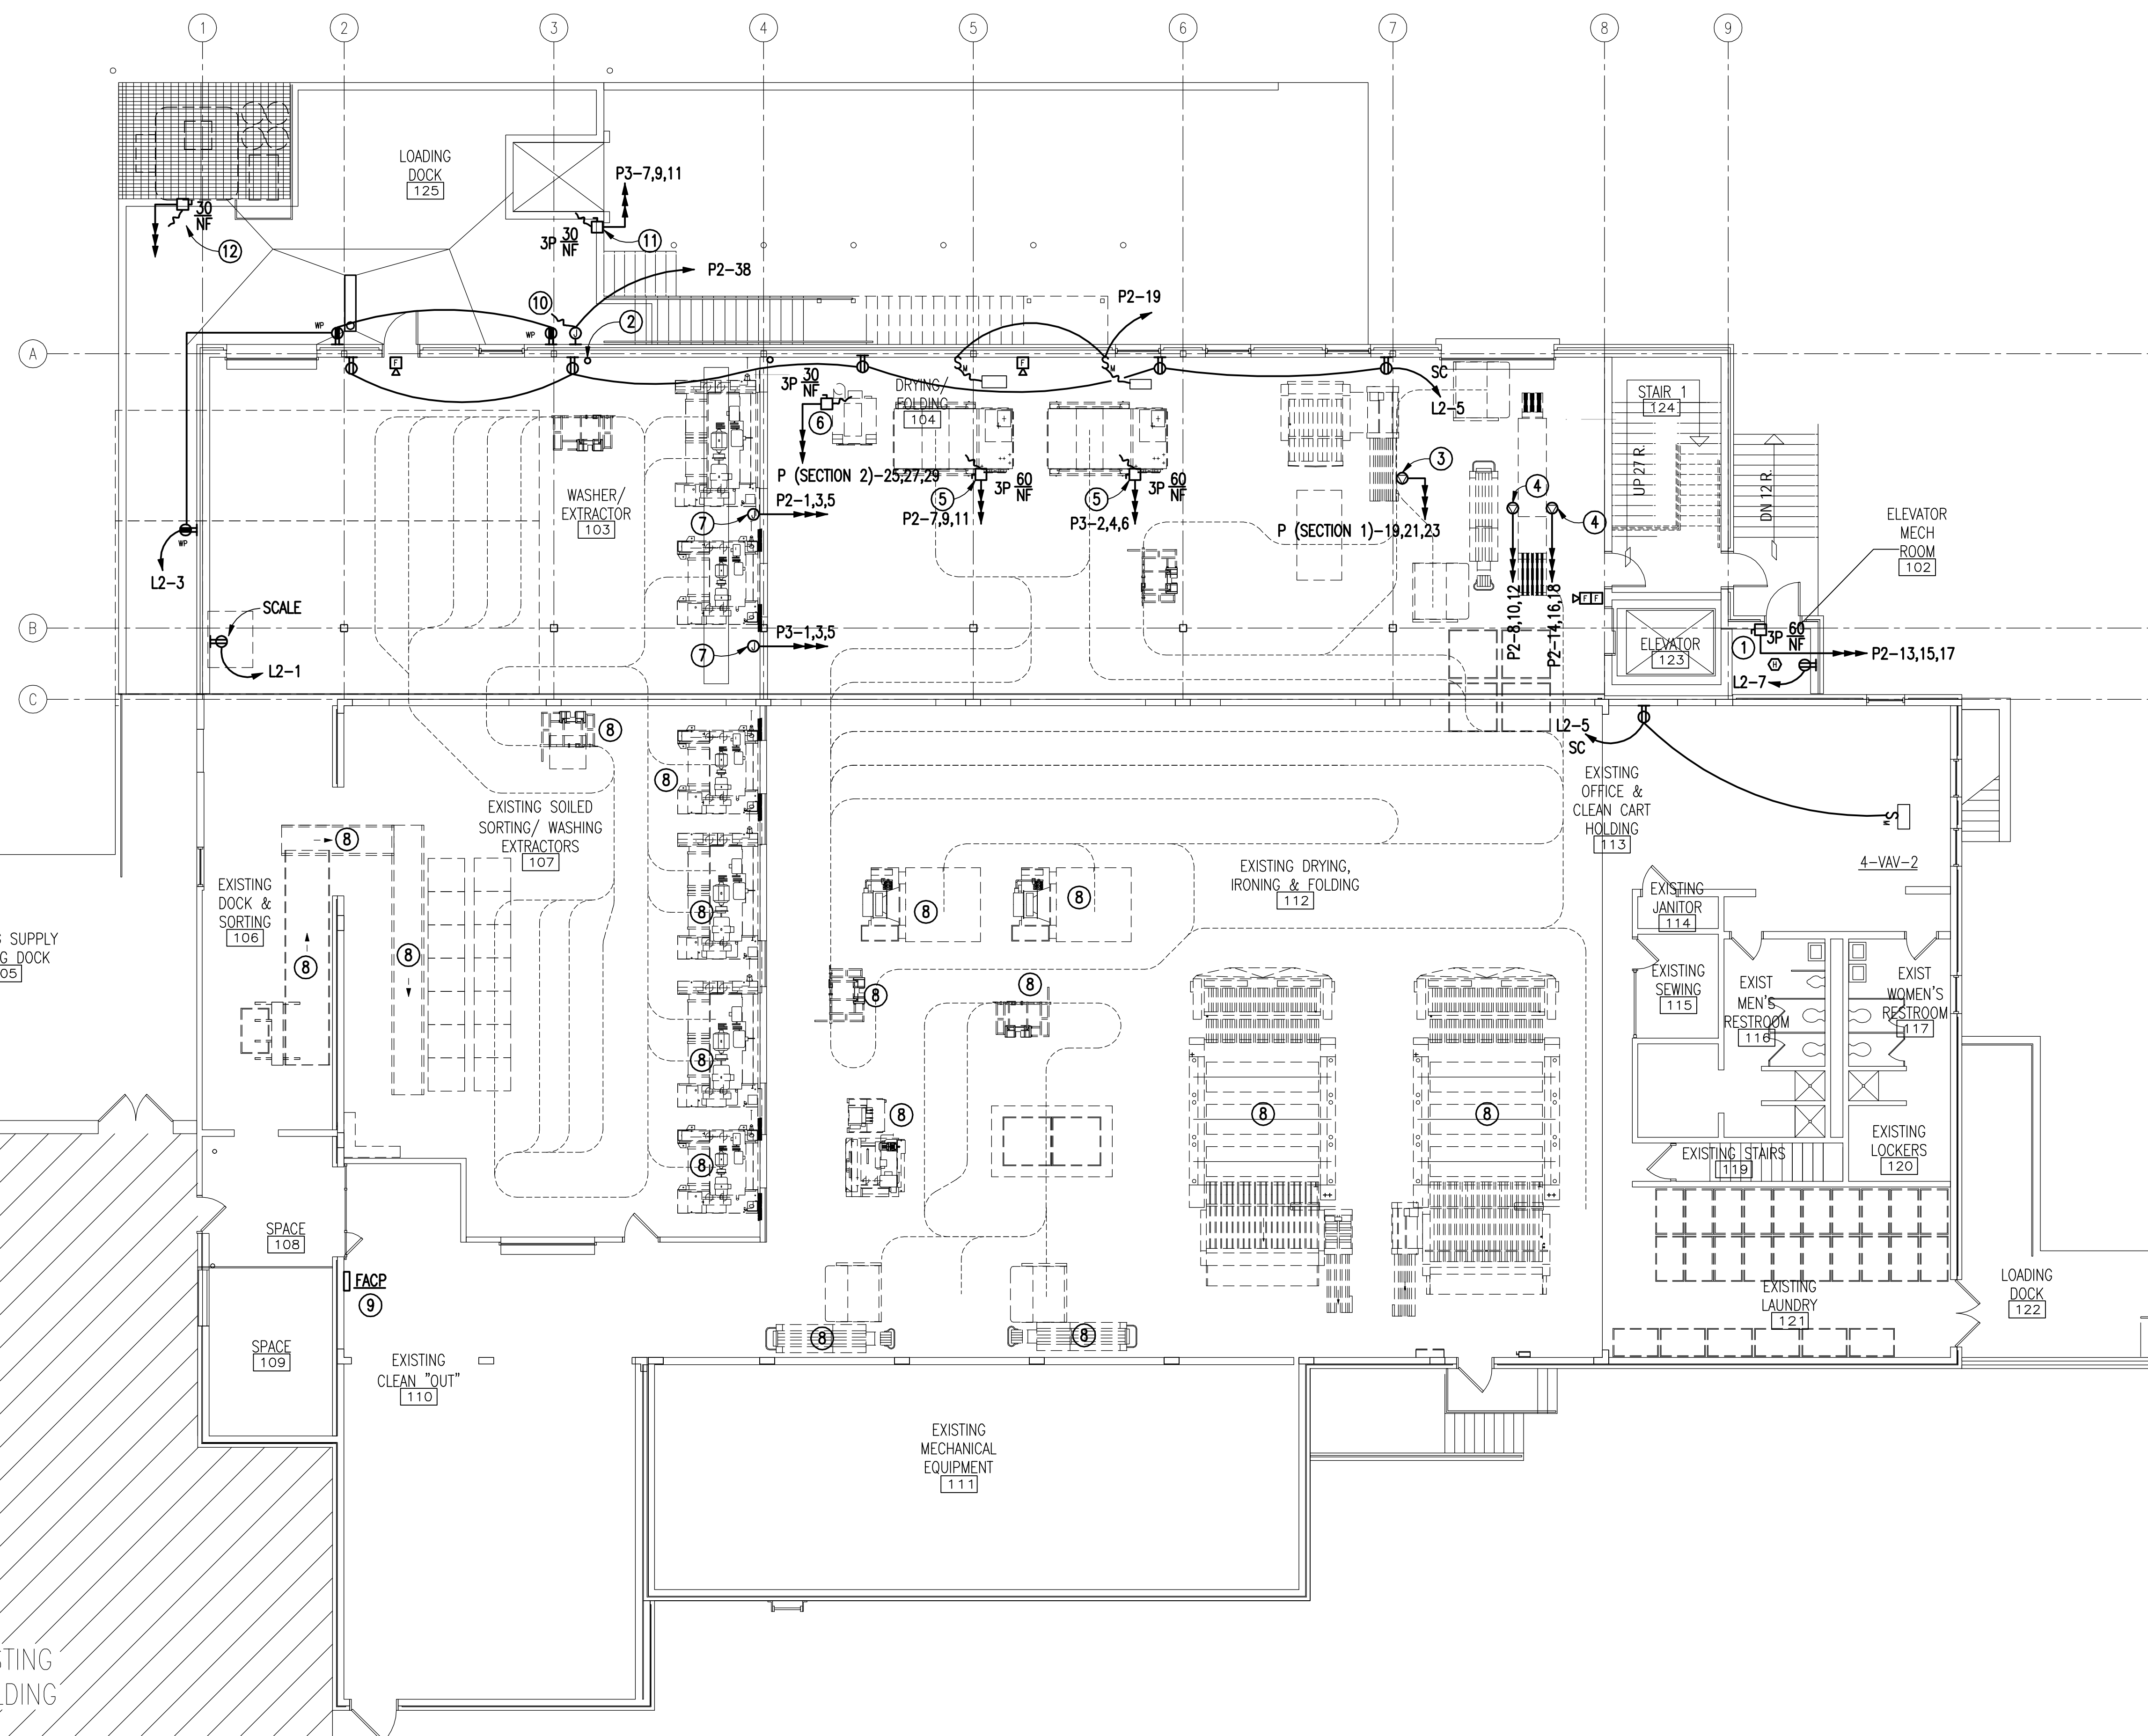 1
2
3
4
5
6
7
8
9
LOADING
DOCK
125
P3-7,9,11
30
NF
12
3P 30
NF
11
P2-38
10
2
WP
WP
P2-19
A
F
F
M
M
3P 30
NF
6
DRYING/
FOLDING
104
SC
L2-5
STAIR 1
124
UP 27 R.
DN 12 R.
P (SECTION 2)-25,27,29
P2-1,3,5
7
J
WASHER/
EXTRACTOR
103
5
3P 60
NF
P2-7,9,11
5
3P 60
NF
P3-2,4,6
3
P (SECTION 1)-19,21,23
4
4
P2-8,10,12
P2-14,16,18
ELEVATOR
MECH
ROOM
102
WP
L2-3
SCALE
L2-1
B
P3-1,3,5
7
J
F F
ELEVATOR
123
1
3P 60
NF
P2-13,15,17
H
L2-7
C
L2-5
SC
8
8
EXISTING SOILED
SORTING/ WASHING
EXTRACTORS
107
EXISTING
OFFICE &
CLEAN CART
HOLDING
113
S
M
4-VAV-2
8
8
EXISTING
DOCK &
SORTING
106
8
8
8
8
8
EXISTING DRYING,
IRONING & FOLDING
112
EXISTING
JANITOR
114
S SUPPLY
G DOCK
05
8
8
8
EXISTING
SEWING
115
EXIST
MEN'S
RESTROOM
116
EXIST
WOMEN'S
RESTROOM
117
8
8
8
8
EXISTING STAIRS
119
EXISTING
LOCKERS
120
SPACE
108
FACP
9
8
8
EXISTING
LAUNDRY
121
LOADING
DOCK
122
SPACE
109
EXISTING
CLEAN "OUT"
110
EXISTING
MECHANICAL
EQUIPMENT
111
STING
LDING